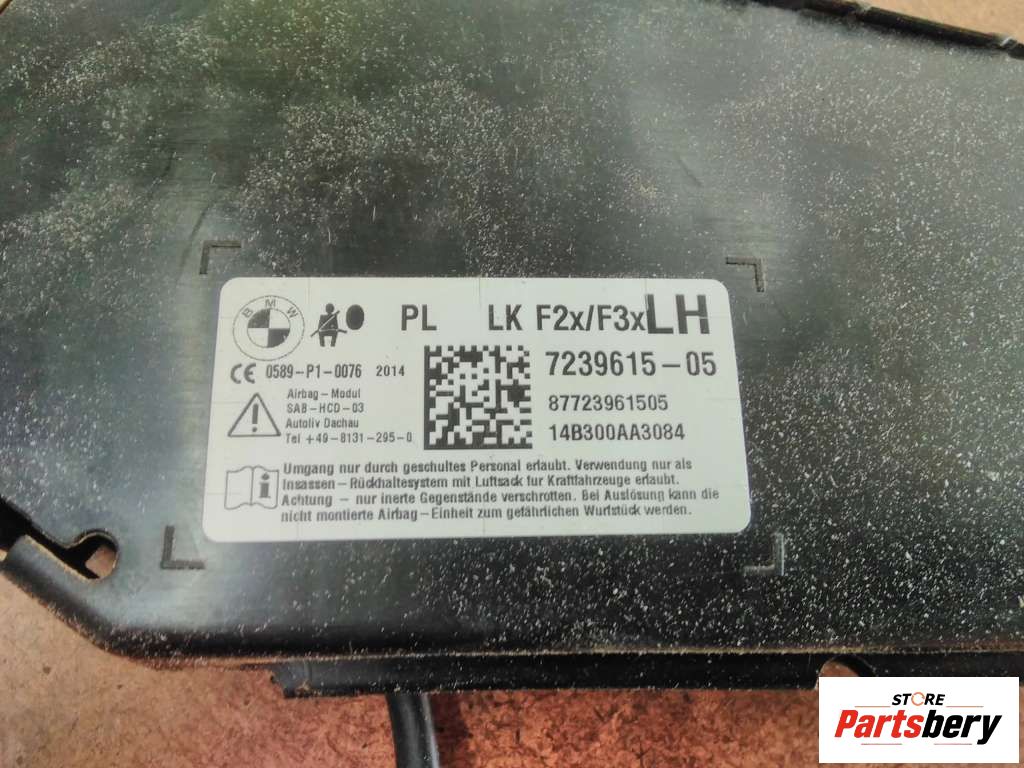 BMW
PL LK F2x/F3x LH
7239615-05
CE 0589-P1-0076 2014
87723961505
14B300AA3084
Airbag-Modul
SAB-HCD-03
Autoliv Dachau
Tel +49-8131-295-0
Umgang nur durch geschultes Personal erlaubt. Verwendung nur als
Insassen-Rückhaltesystem mit Luftsack fur Kraftfahrzeuge erlaubt.
Achtung - nur inerte Gegenstände verschrotten. Bei Auslösung kann die
nicht montierte Airbag-Einheit zum gefährlichen Wurfstück werden.
STORE
Partsbery